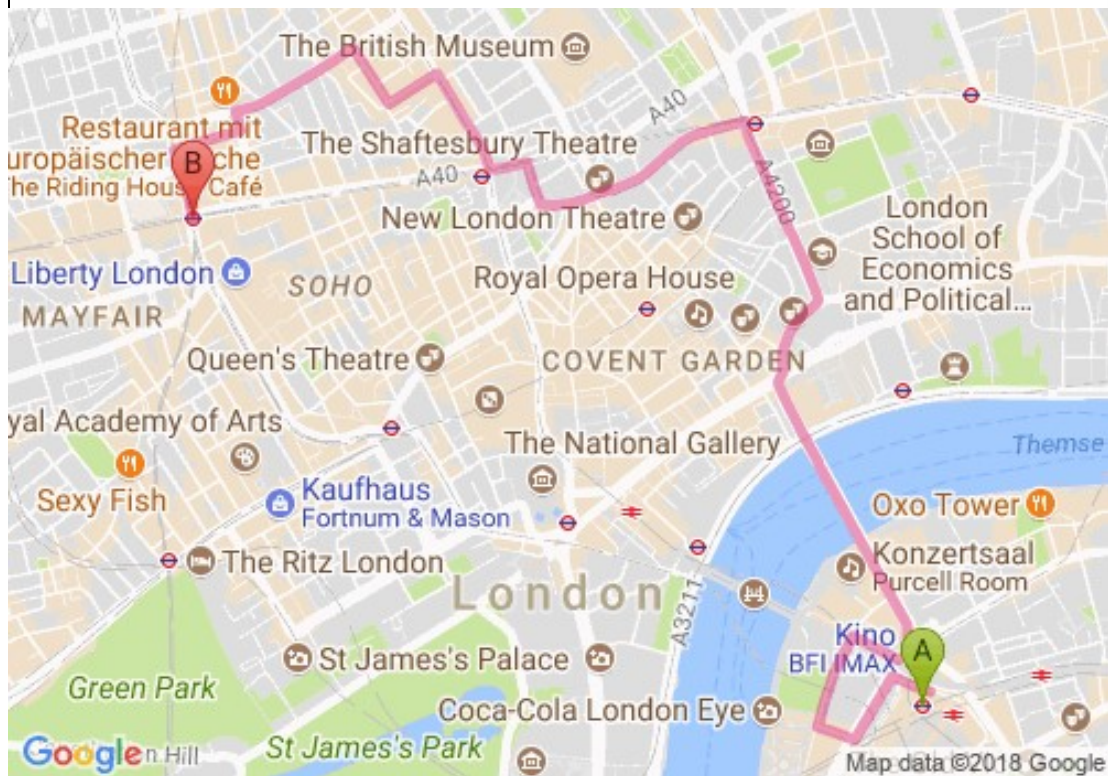 The British Museum
Restaurant mit
uropäischer che
The Riding Hous Café
B
The Shaftesbury Theatre
A40
A40
New London Theatre
A4200
London
School of
Economics
and Political...
Liberty London
SOHO
MAYFAIR
Royal Opera House
Queen's Theatre
COVENT GARDEN
yal Academy of Arts
The National Gallery
Themse
Sexy Fish
Kaufhaus
Fortnum & Mason
Oxo Tower
The Ritz London
Konzertsaal
Purcell Room
London
A3211
Kino
BFI IMAX
A
St James's Palace
Green Park
Coca-Cola London Eye
St James's Park
Google
n Hill
Map data ©2018 Google